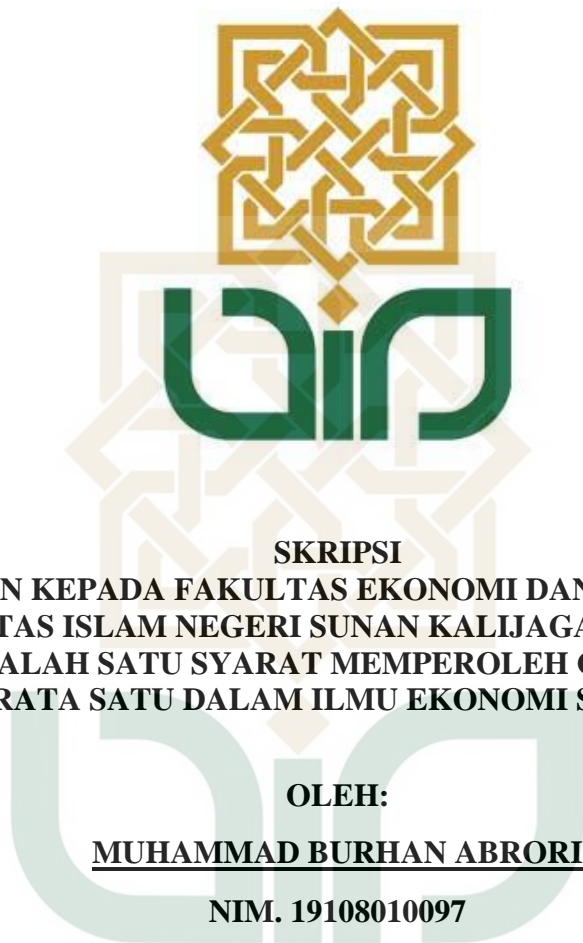 uin
SKRIPSI
N KEPADA FAKULTAS EKONOMI DAN
TAS ISLAM NEGERI SUNAN KALIJAGA
ALAH SATU SYARAT MEMPEROLEH
RATA SATU DALAM ILMU EKONOMI S
OLEH:
MUHAMMAD BURHAN ABRORI
NIM. 19108010097